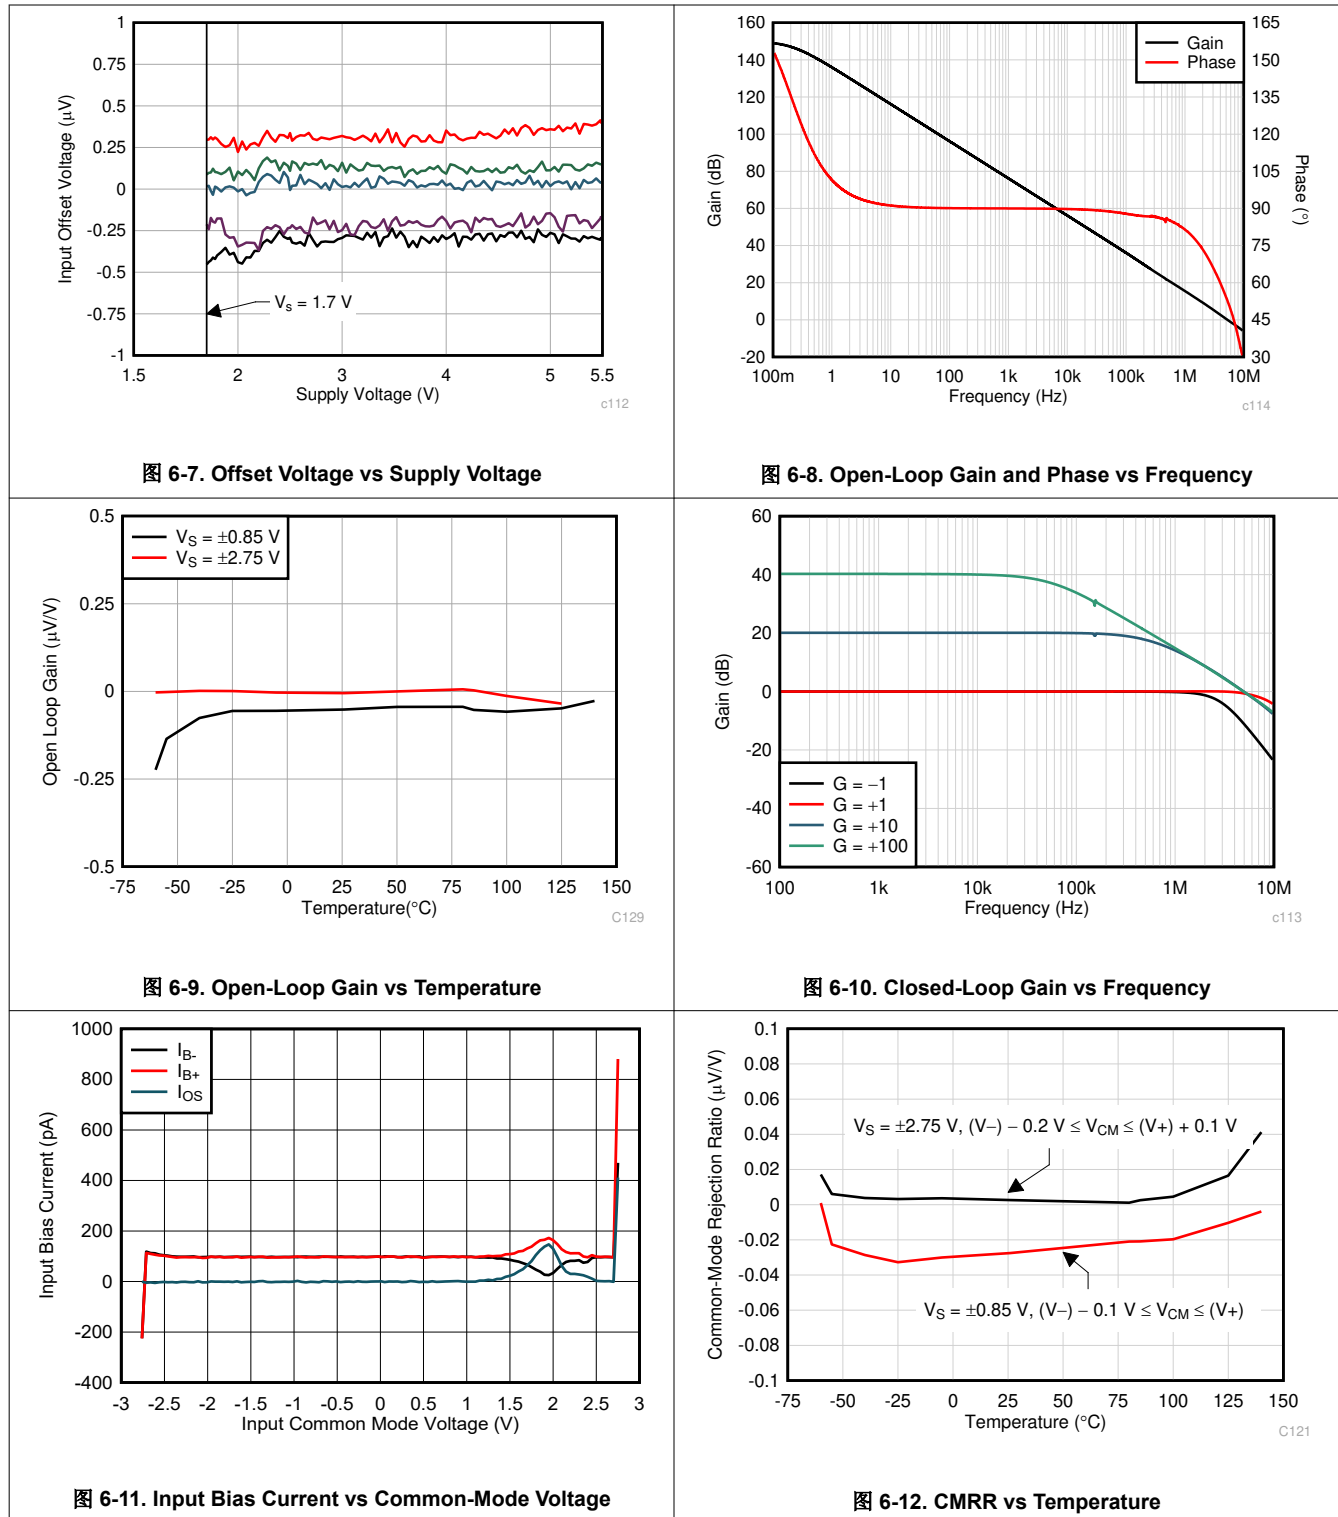 1
0.75
0.5
0.25
0
-0.25
-0.5
-0.75
-1
Input Offset Voltage (μV)
Vs = 1.7 V
1.5 2 3 4 5 5.5
Supply Voltage (V)
c112
图 6-7. Offset Voltage vs Supply Voltage
160
140
120
100
80
60
40
20
0
-20
Gain (dB)
Gain
Phase
165
150
135
120
105
90
75
60
45
30
Phase (°)
100m 1 10 100 1k 10k 100k 1M 10M
Frequency (Hz)
c114
图 6-8. Open-Loop Gain and Phase vs Frequency
0.5
0.25
0
-0.25
-0.5
Open Loop Gain (μV/V)
VS = ±0.85 V
VS = ±2.75 V
-75 -50 -25 0 25 50 75 100 125 150
Temperature(°C)
C129
图 6-9. Open-Loop Gain vs Temperature
60
40
20
0
-20
-40
-60
Gain (dB)
G = −1
G = +1
G = +10
G = +100
100 1k 10k 100k 1M 10M
Frequency (Hz)
c113
图 6-10. Closed-Loop Gain vs Frequency
1000
800
600
400
200
0
-200
-400
Input Bias Current (pA)
IB-
IB+
IOS
-3 -2.5 -2 -1.5 -1 -0.5 0 0.5 1 1.5 2 2.5 3
Input Common Mode Voltage (V)
图 6-11. Input Bias Current vs Common-Mode Voltage
0.1
0.08
0.06
0.04
0.02
0
-0.02
-0.04
-0.06
-0.08
-0.1
Common-Mode Rejection Ratio (μV/V)
VS = ±2.75 V, (V−) − 0.2 V ≤ VCM ≤ (V+) + 0.1 V
VS = ±0.85 V, (V−) − 0.1 V ≤ VCM ≤ (V+)
-75 -50 -25 0 25 50 75 100 125 150
Temperature (°C)
C121
图 6-12. CMRR vs Temperature